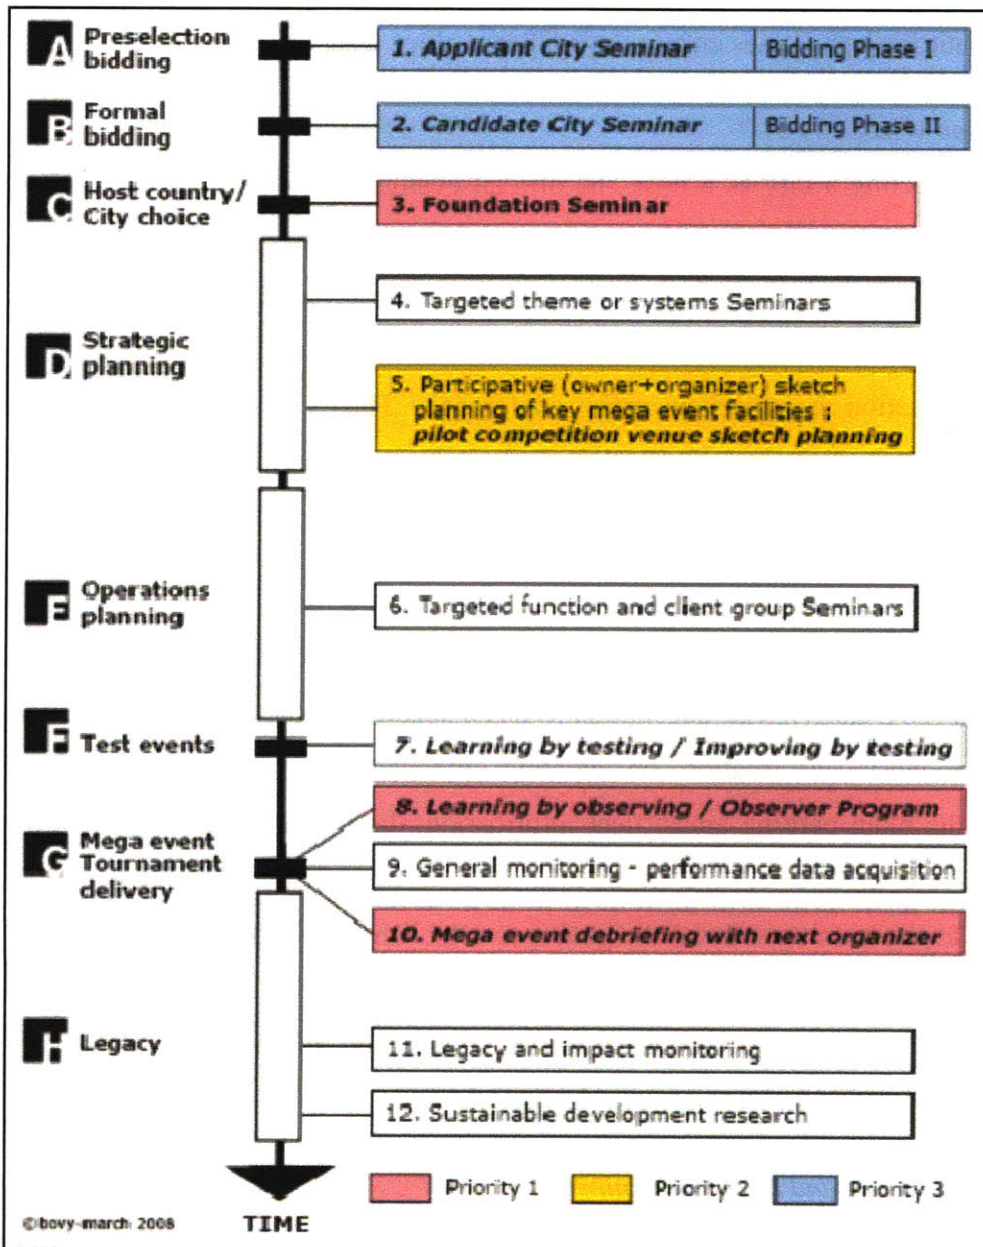 A Preselection
bidding
1. Applicant City Seminar Bidding Phase I
B Formal
bidding
2. Candidate City Seminar Bidding Phase II
C Host country/
City choice
3. Foundation Seminar
D Strategic
planning
4. Targeted theme or systems Seminars
5. Participative (owner+organizer) sketch
planning of key mega event facilities :
pilot competition venue sketch planning
E Operations
planning
6. Targeted function and client group Seminars
F Test events
7. Learning by testing / Improving by testing
G Mega event
Tournament
delivery
8. Learning by observing / Observer Program
9. General monitoring - performance data acquisition
10. Mega event debriefing with next organizer
H Legacy
11. Legacy and impact monitoring
12. Sustainable development research
Priority 1 Priority 2 Priority 3
©bovy-march 2008 TIME